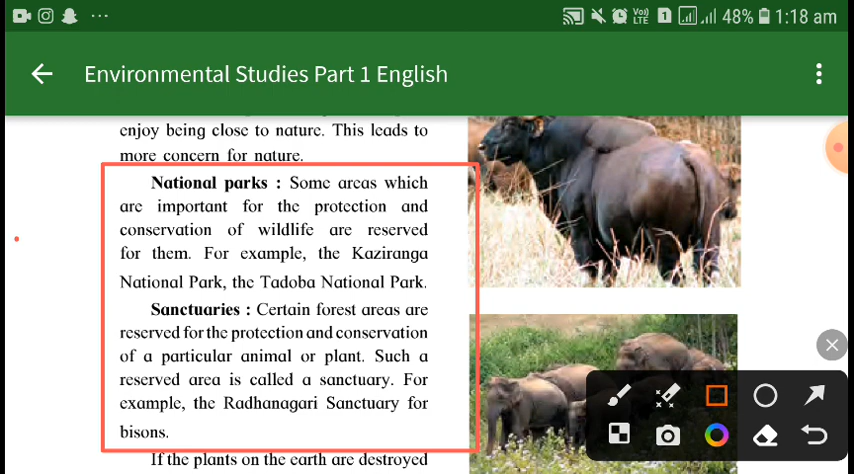 Vo) 1 48% 1:18 am
LTE
Environmental Studies Part 1 English
enjoy being close to nature. This leads to
more concern for nature.
National parks : Some areas which
are important for the protection and
conservation of wildlife are reserved
for them. For example, the Kaziranga
National Park, the Tadoba National Park.
Sanctuaries : Certain forest areas are
reserved for the protection and conservation
of a particular animal or plant. Such a
reserved area is called a sanctuary. For
example, the Radhanagari Sanctuary for
bisons.
If the plants on the earth are destroyed